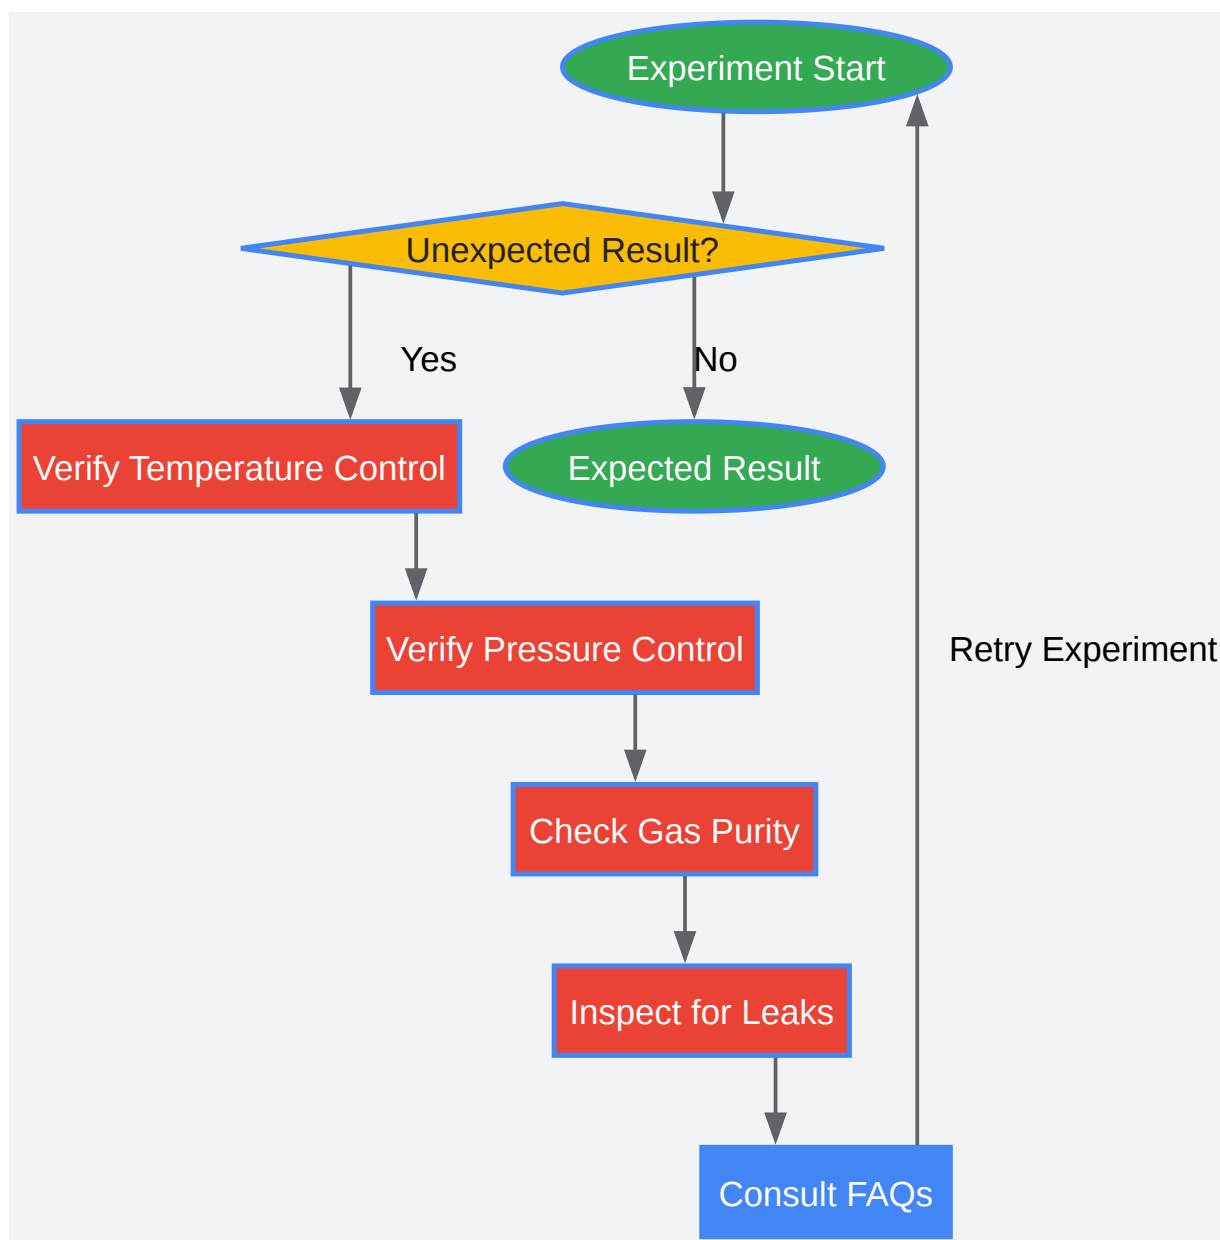 Experiment Start
Unexpected Result?
Yes
No
Verify Temperature Control
Expected Result
Verify Pressure Control
Retry Experiment
Check Gas Purity
Inspect for Leaks
Consult FAQs